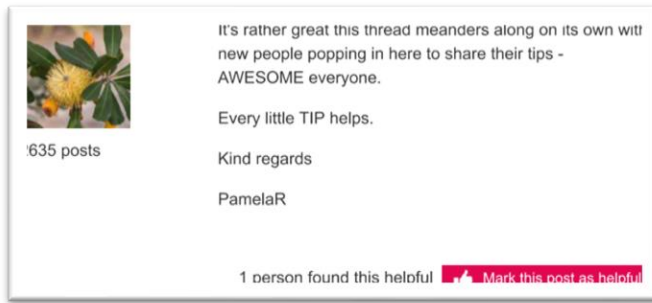 It's rather great this thread meanders along on its own with
new people popping in here to share their tips -
AWESOME everyone.
Every little TIP helps.
2635 posts
Kind regards
PamelaR
1 person found this helpful
Mark this post as helpful